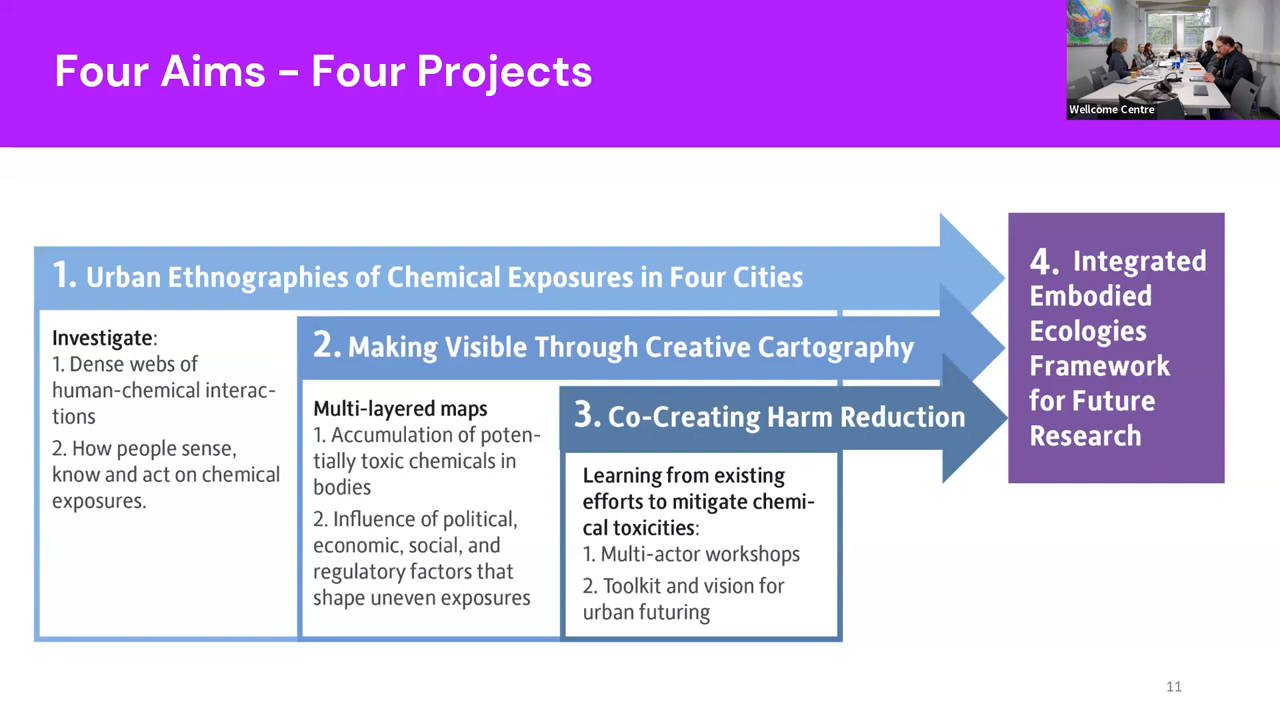 Four Aims – Four Projects
Wellcome Centre
1. Urban Ethnographies of Chemical Exposures in Four Cities
Investigate:
1. Dense webs of
human-chemical interac-
tions
2. How people sense,
know and act on chemical
exposures.
2. Making Visible Through Creative Cartography
Multi-layered maps
1. Accumulation of poten-
tially toxic chemicals in
bodies
2. Influence of political,
economic, social, and
regulatory factors that
shape uneven exposures
3. Co-Creating Harm Reduction
Learning from existing
efforts to mitigate chemi-
cal toxicities:
1. Multi-actor workshops
2. Toolkit and vision for
urban futuring
4. Integrated
Embodied
Ecologies
Framework
for Future
Research
11